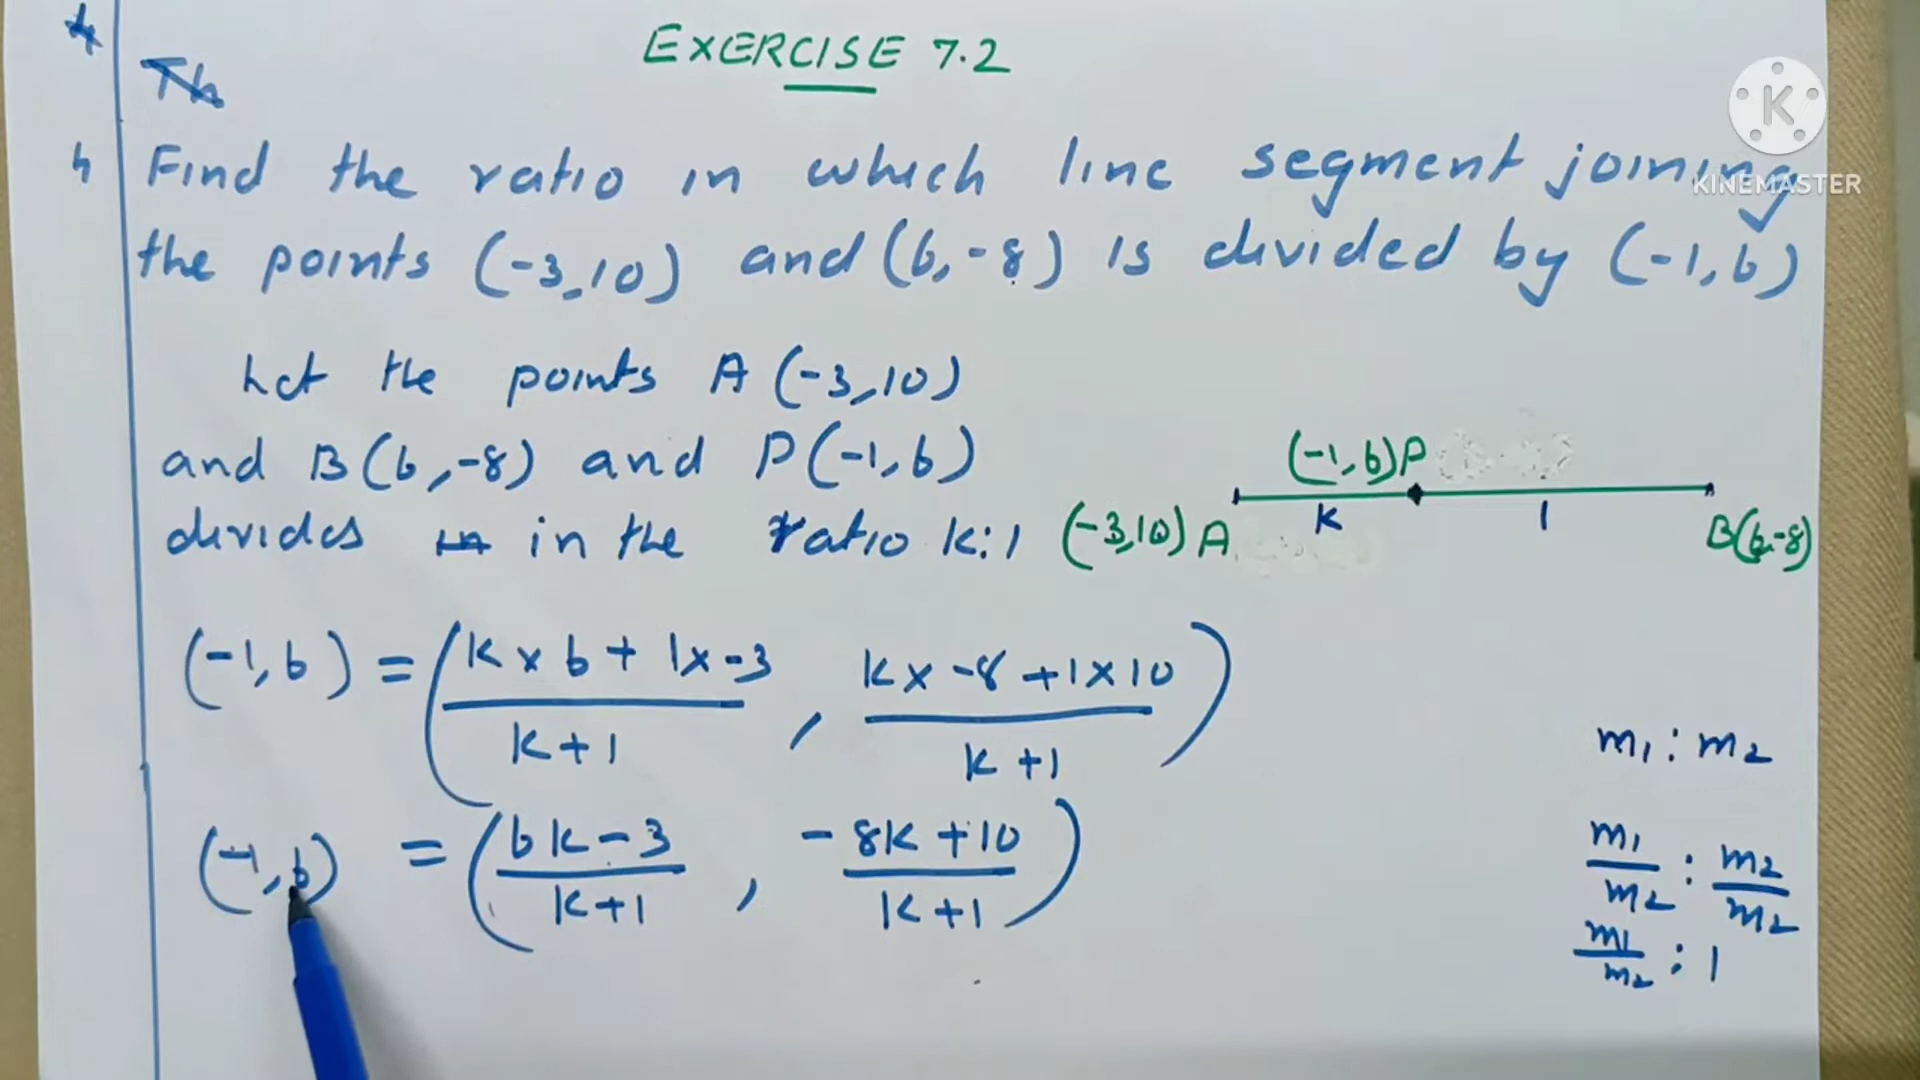 EXERCISE 7.2
4 Find the ratio in which line segment joining
the points (-3,10) and (6,-8) is divided by (-1,6)
Let the points A (-3,10)
and B(6,-8) and P(-1,6)
divides in the ratio k:1
(-1,6)P
k 1
(-3,10) A B(6,-8)
(-1,6) = (k×6+1×-3/k+1, k×-8+1×10/k+1)
(-1,6) = (6k-3/k+1, -8k+10/k+1)
m1 : m2
m1/m2 : m2/m2
m1/m2 : 1
K
KINEMASTER